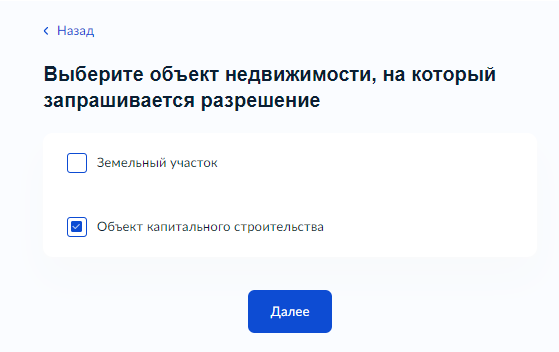 Назад
Выберите объект недвижимости, на который
запрашивается разрешение
Земельный участок
Объект капитального строительства
Далее